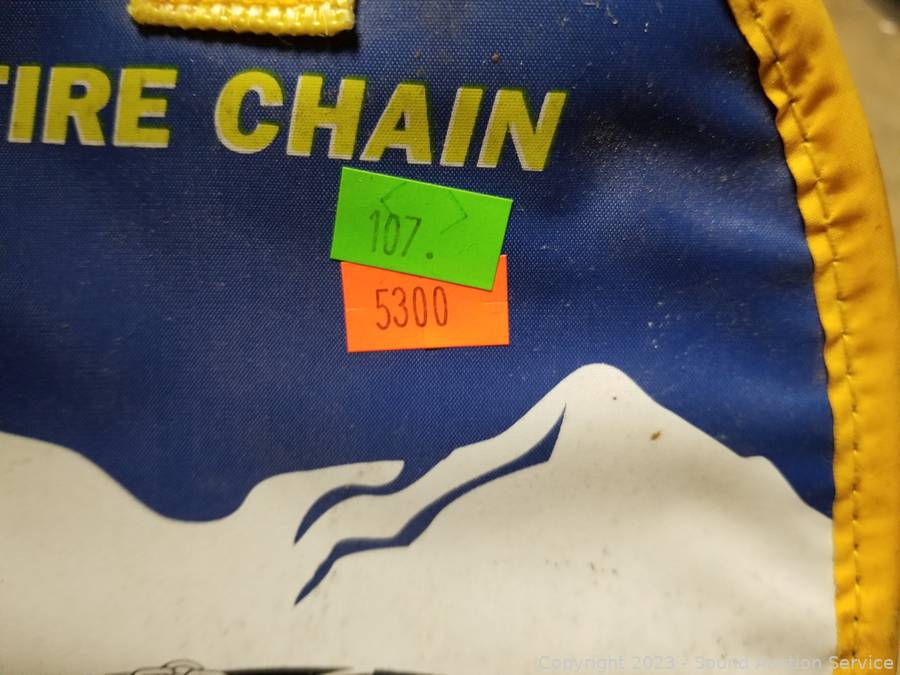 TIRE CHAIN
107.
5300
Copyright 2023 - Sound Auction Service